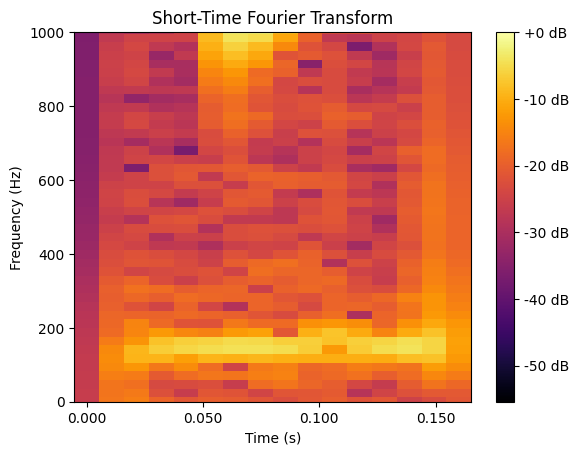 Short-Time Fourier Transform
1000
800
600
400
200
0
Frequency (Hz)
0.000
0.050
0.100
0.150
Time (s)
+0 dB
-10 dB
-20 dB
-30 dB
-40 dB
-50 dB